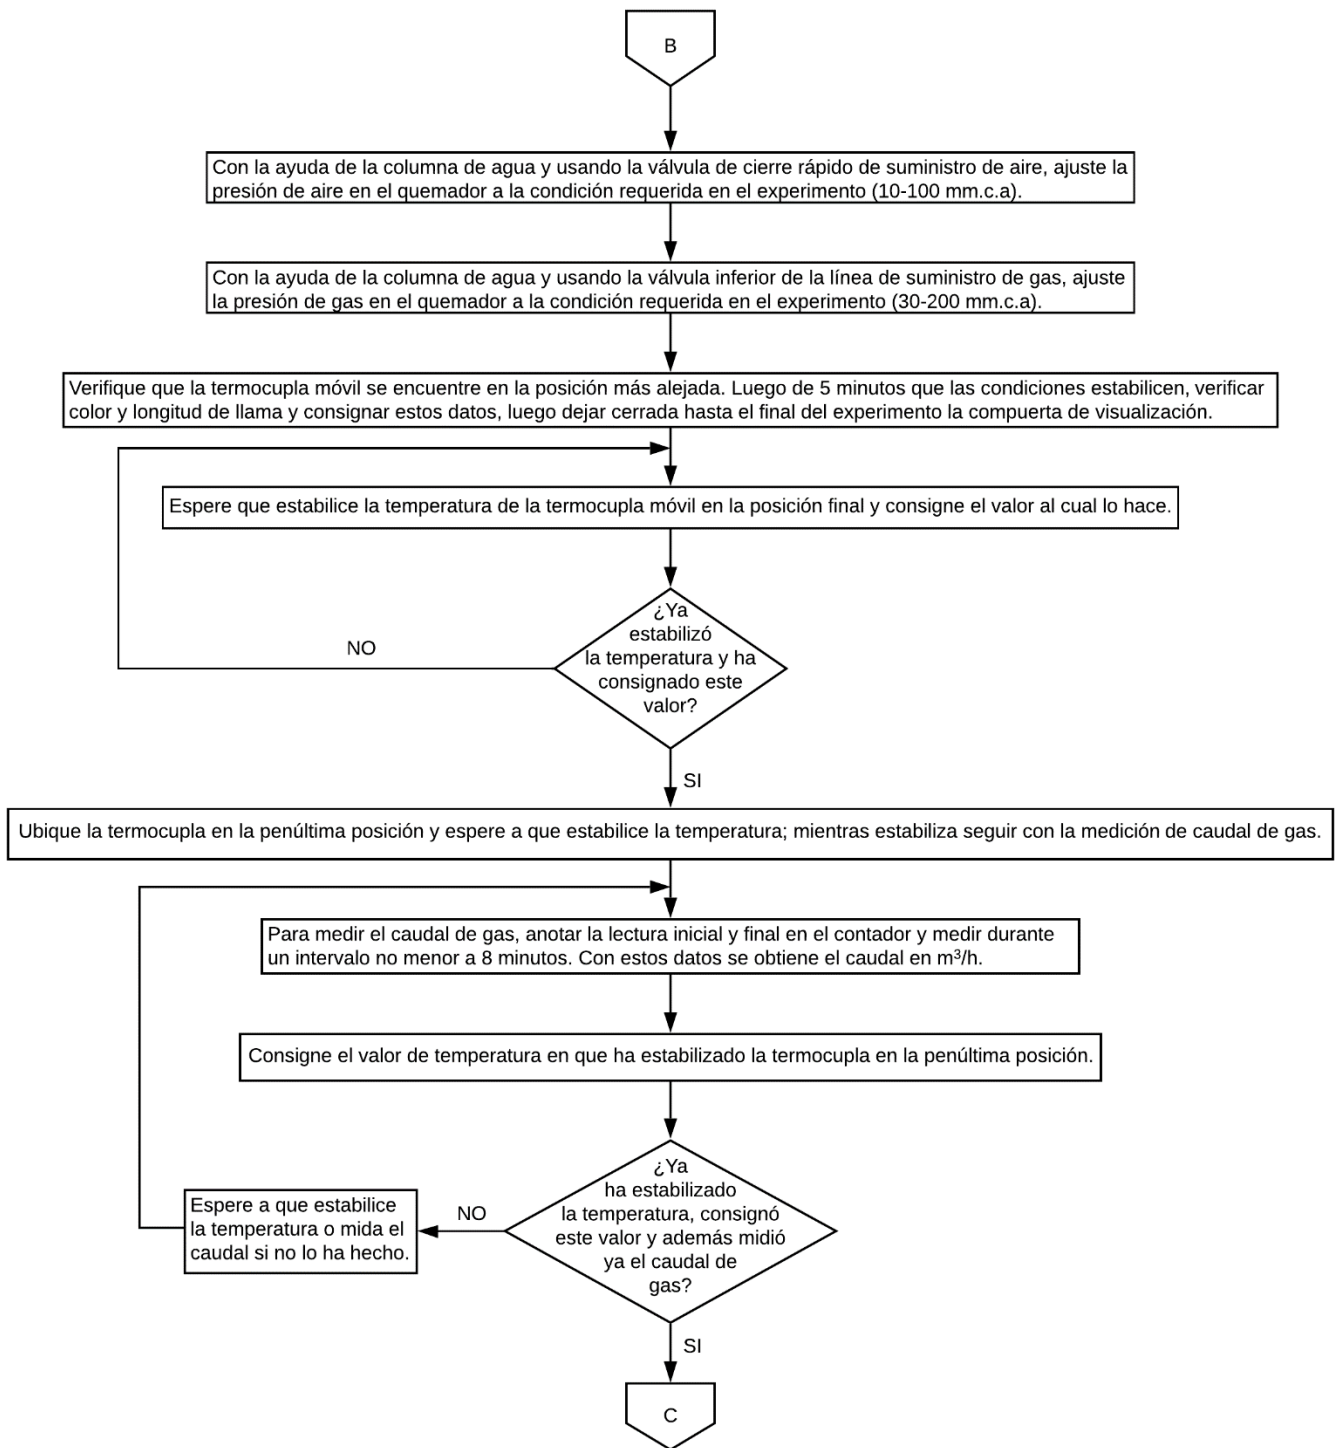 B
Con la ayuda de la columna de agua y usando la válvula de cierre rápido de suministro de aire, ajuste la
presión de aire en el quemador a la condición requerida en el experimento (10-100 mm.c.a).
Con la ayuda de la columna de agua y usando la válvula inferior de la línea de suministro de gas, ajuste
la presión de gas en el quemador a la condición requerida en el experimento (30-200 mm.c.a).
Verifique que la termocupla móvil se encuentre en la posición más alejada. Luego de 5 minutos que las condiciones estabilicen, verificar
color y longitud de llama y consignar estos datos, luego dejar cerrada hasta el final del experimento la compuerta de visualización.
Espere que estabilice la temperatura de la termocupla móvil en la posición final y consigne el valor al cual lo hace.
¿Ya
estabilizó
la temperatura y ha
consignado este
valor?
NO
SI
Ubique la termocupla en la penúltima posición y espere a que estabilice la temperatura; mientras estabiliza seguir con la medición de caudal de gas.
Para medir el caudal de gas, anotar la lectura inicial y final en el contador y medir durante
un intervalo no menor a 8 minutos. Con estos datos se obtiene el caudal en m³/h.
Consigne el valor de temperatura en que ha estabilizado la termocupla en la penúltima posición.
¿Ya
ha estabilizado
la temperatura, consignó
este valor y además midió
ya el caudal de
gas?
NO
Espere a que estabilice
la temperatura o mida el
caudal si no lo ha hecho.
SI
C